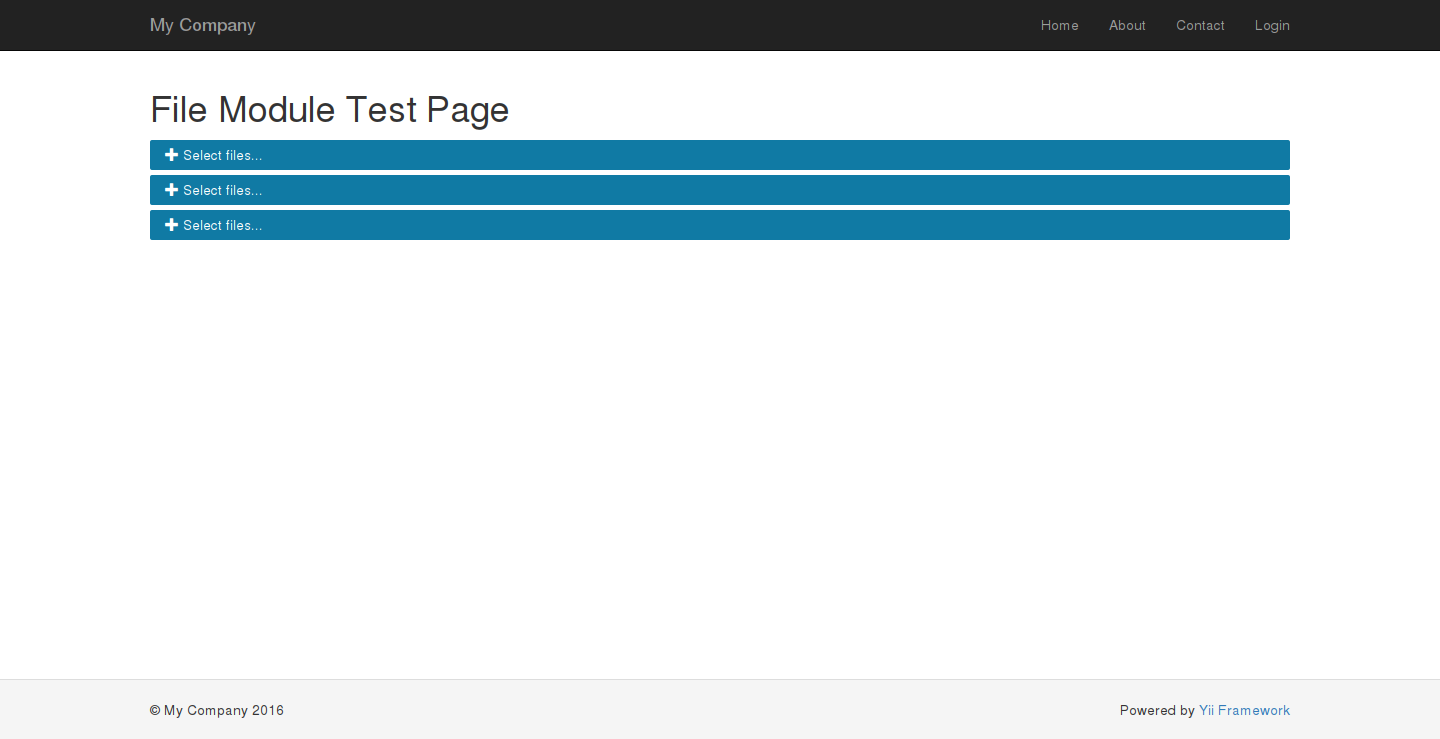 My Company Home About Contact Login
File Module Test Page
Select files...
Select files...
Select files...
© My Company 2016 Powered by Yii Framework